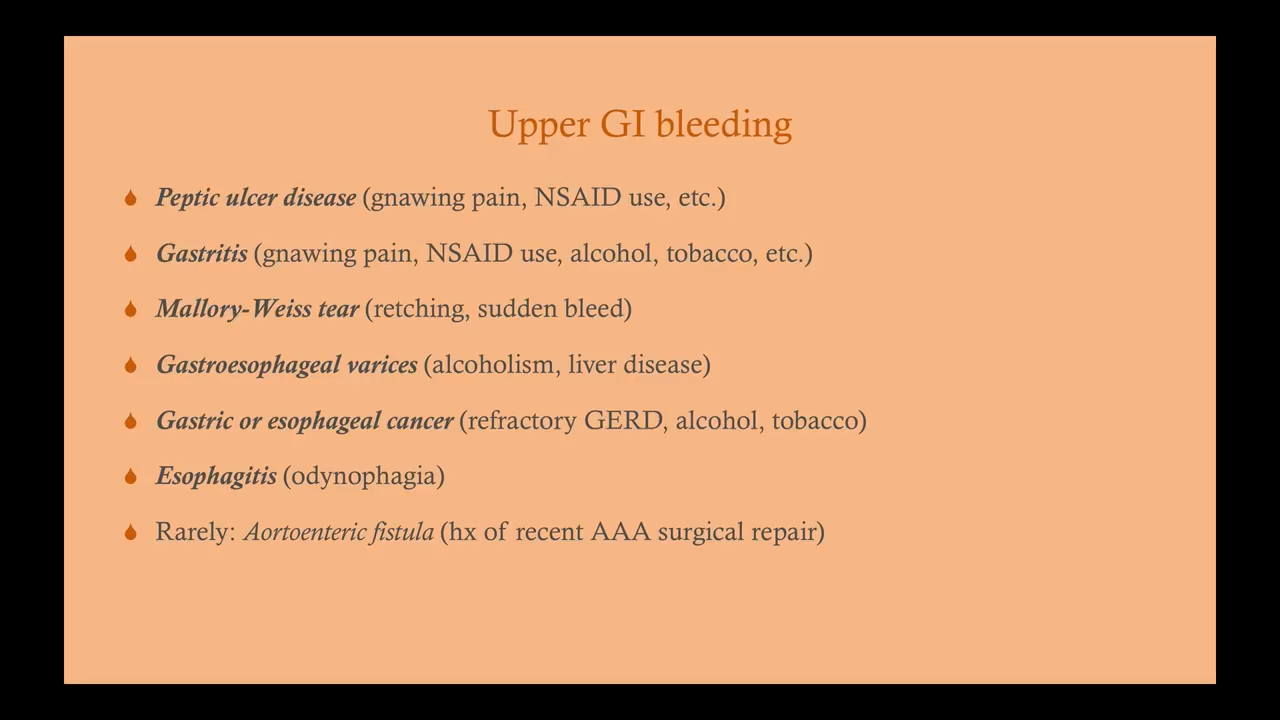 Upper GI bleeding
Peptic ulcer disease (gnawing pain, NSAID use, etc.)
Gastritis (gnawing pain, NSAID use, alcohol, tobacco, etc.)
Mallory-Weiss tear (retching, sudden bleed)
Gastroesophageal varices (alcoholism, liver disease)
Gastric or esophageal cancer (refractory GERD, alcohol, tobacco)
Esophagitis (odynophagia)
Rarely: Aortoenteric fistula (hx of recent AAA surgical repair)